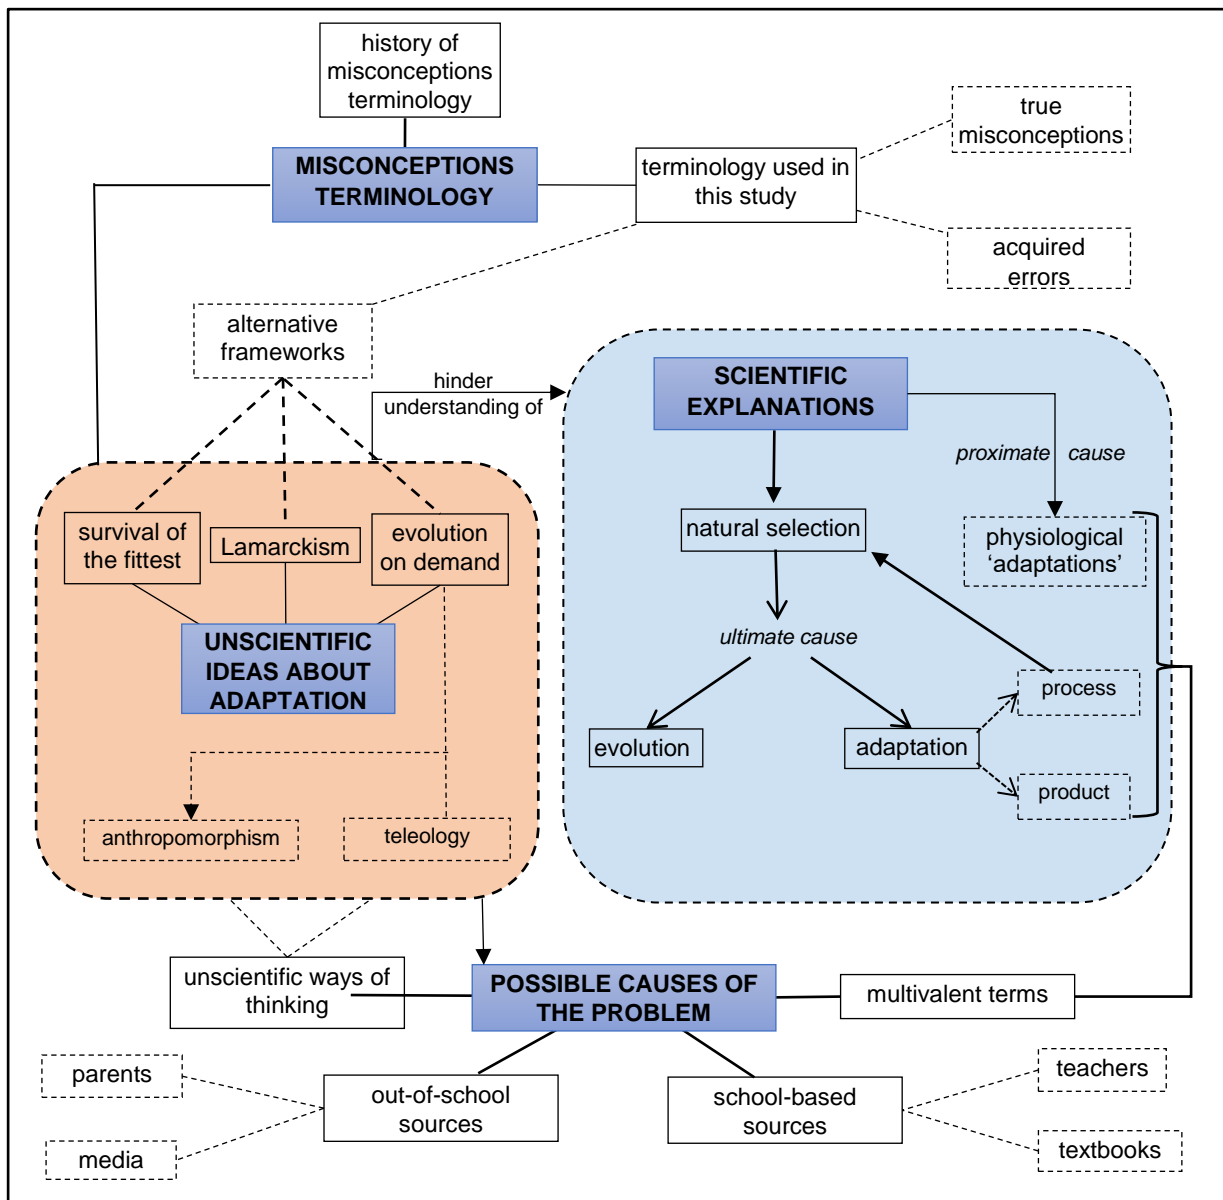 history of
misconceptions
terminology
MISCONCEPTIONS
TERMINOLOGY
terminology used in
this study
true
misconceptions
acquired
errors
alternative
frameworks
hinder
understanding of
SCIENTIFIC
EXPLANATIONS
proximate cause
survival of
the fittest
Lamarckism
evolution
on demand
natural selection
physiological
‘adaptations’
UNSCIENTIFIC
IDEAS ABOUT
ADAPTATION
ultimate cause
process
evolution
adaptation
product
anthropomorphism
teleology
unscientific ways of
thinking
POSSIBLE CAUSES OF
THE PROBLEM
multivalent terms
parents
media
out-of-school
sources
school-based
sources
teachers
textbooks